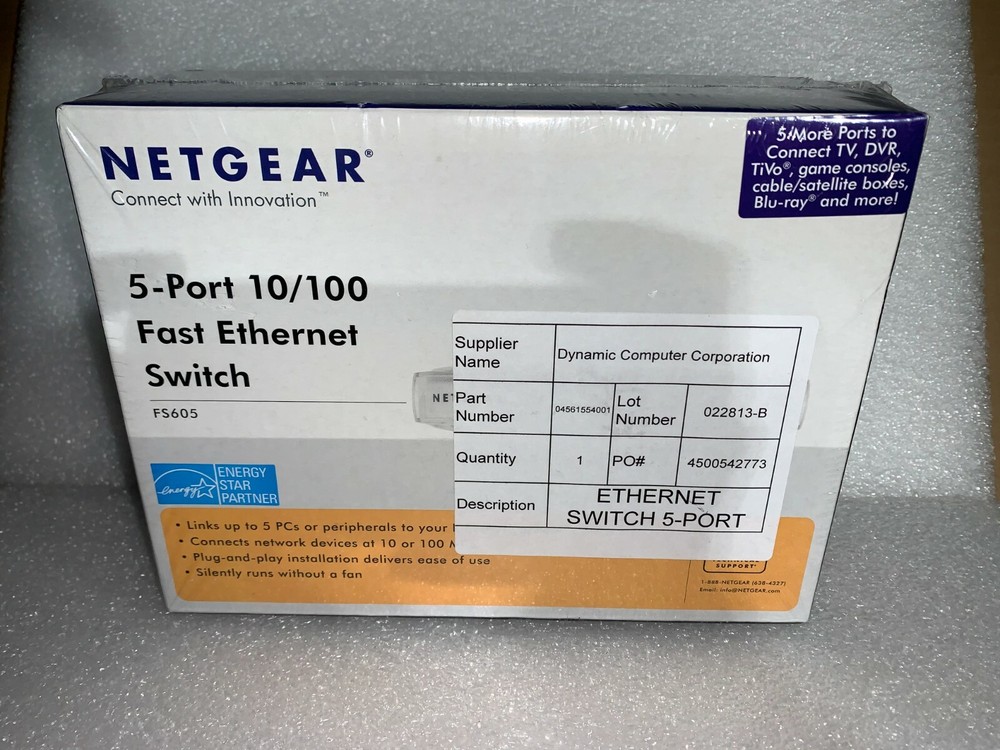 NETGEAR®
Connect with Innovation™
5 More Ports to
Connect TV, DVR,
TiVo®, game consoles,
cable/satellite boxes,
Blu-ray® and more!
5-Port 10/100
Fast Ethernet
Switch
FS605
NE
Supplier Name
Dynamic Computer Corporation
Part Number
04561554001
Lot Number
022813-B
Quantity
1
PO#
4500542773
Description
ETHERNET
SWITCH 5-PORT
energy
ENERGY
STAR
PARTNER
• Links up to 5 PCs or peripherals to your
• Connects network devices at 10 or 100
• Plug-and-play installation delivers ease of use
• Silently runs without a fan
SUPPORT*
1-888-NETGEAR (638-4327)
Email: info@NETGEAR.com